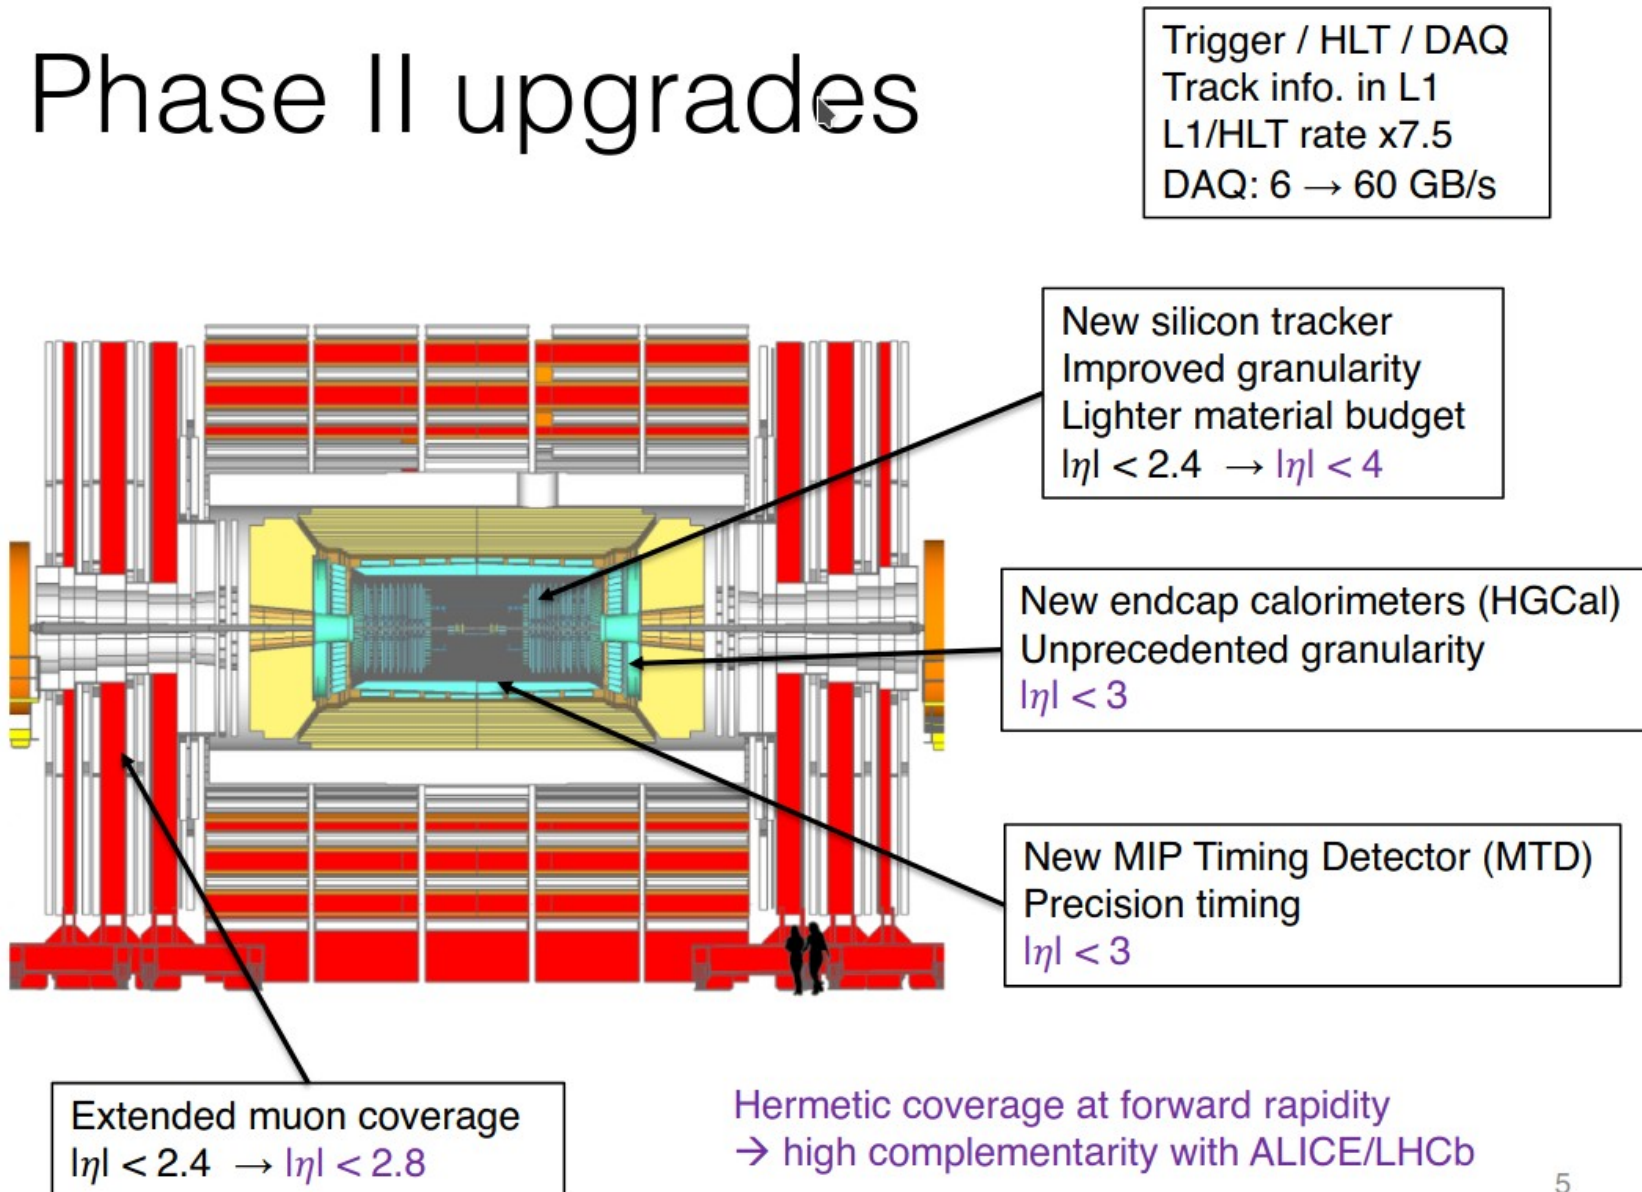 Phase II upgrades
Trigger / HLT / DAQ
Track info. in L1
L1/HLT rate x7.5
DAQ: 6 → 60 GB/s
New silicon tracker
Improved granularity
Lighter material budget
|η| < 2.4 → |η| < 4
New endcap calorimeters (HGCal)
Unprecedented granularity
|η| < 3
New MIP Timing Detector (MTD)
Precision timing
|η| < 3
Extended muon coverage
|η| < 2.4 → |η| < 2.8
Hermetic coverage at forward rapidity
→ high complementarity with ALICE/LHCb
5